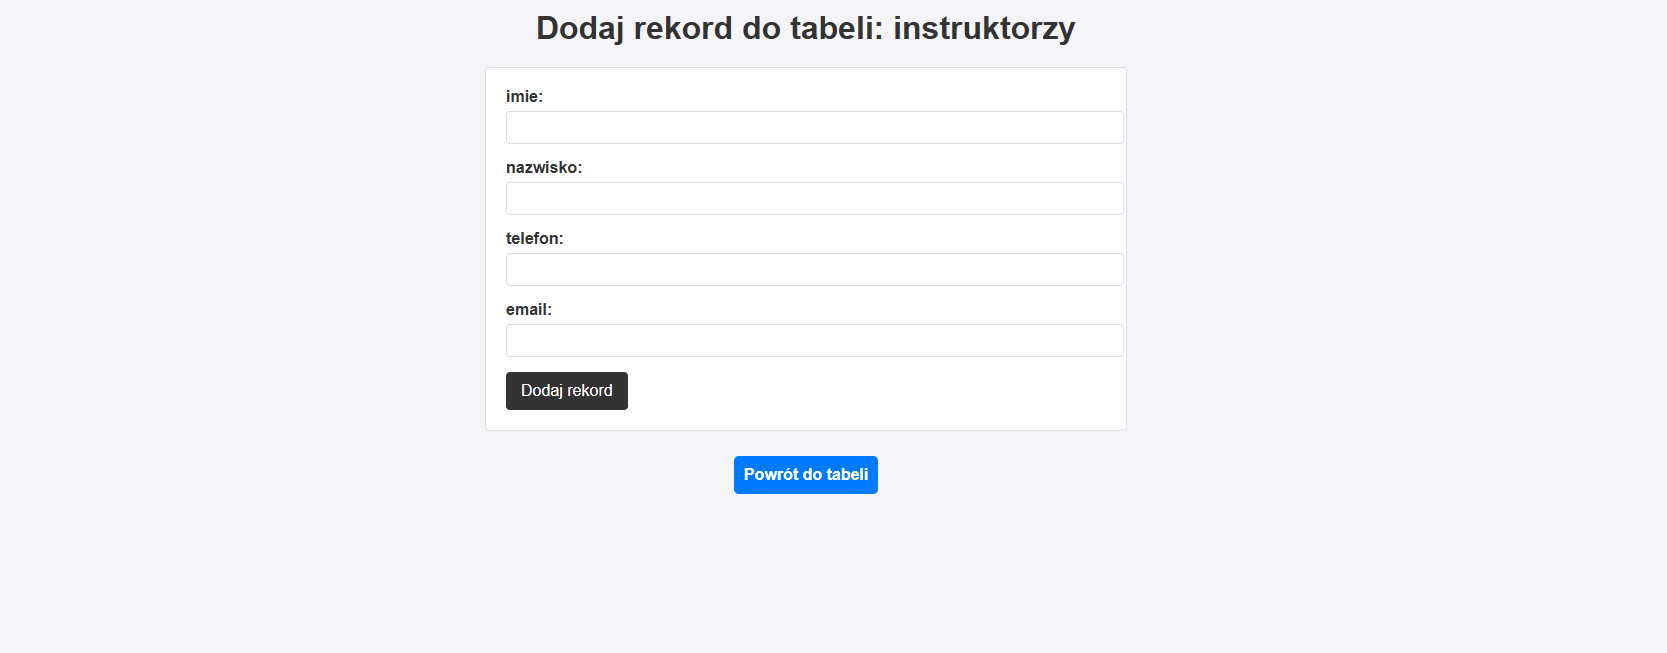 Dodaj rekord do tabeli: instruktorzy
imie:
nazwisko:
telefon:
email:
Dodaj rekord
Powrót do tabeli